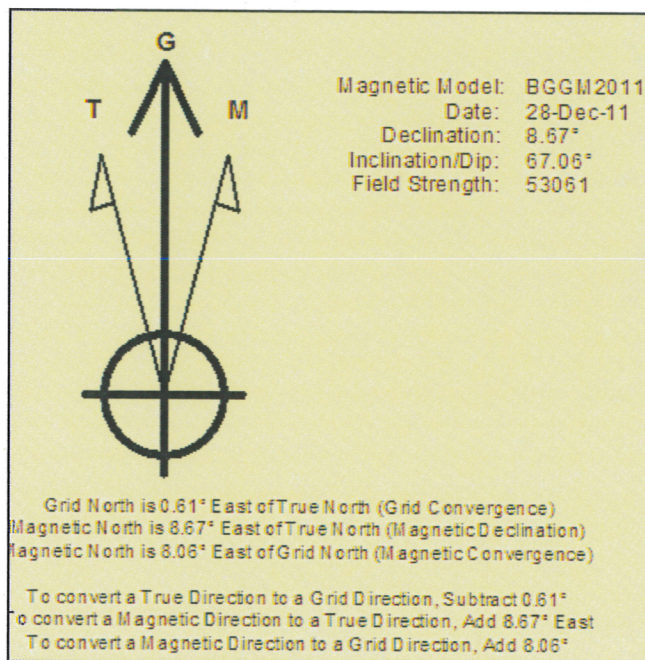 G
T
M
Magnetic Model: BGGM2011
Date: 28-Dec-11
Declination: 8.67°
Inclination/Dip: 67.06°
Field Strength: 53061
Grid North is 0.61° East of True North (Grid Convergence)
Magnetic North is 8.67° East of True North (Magnetic Declination)
Magnetic North is 8.06° East of Grid North (Magnetic Convergence)
To convert a True Direction to a Grid Direction, Subtract 0.61°
To convert a Magnetic Direction to a True Direction, Add 8.67° East
To convert a Magnetic Direction to a Grid Direction, Add 8.06°